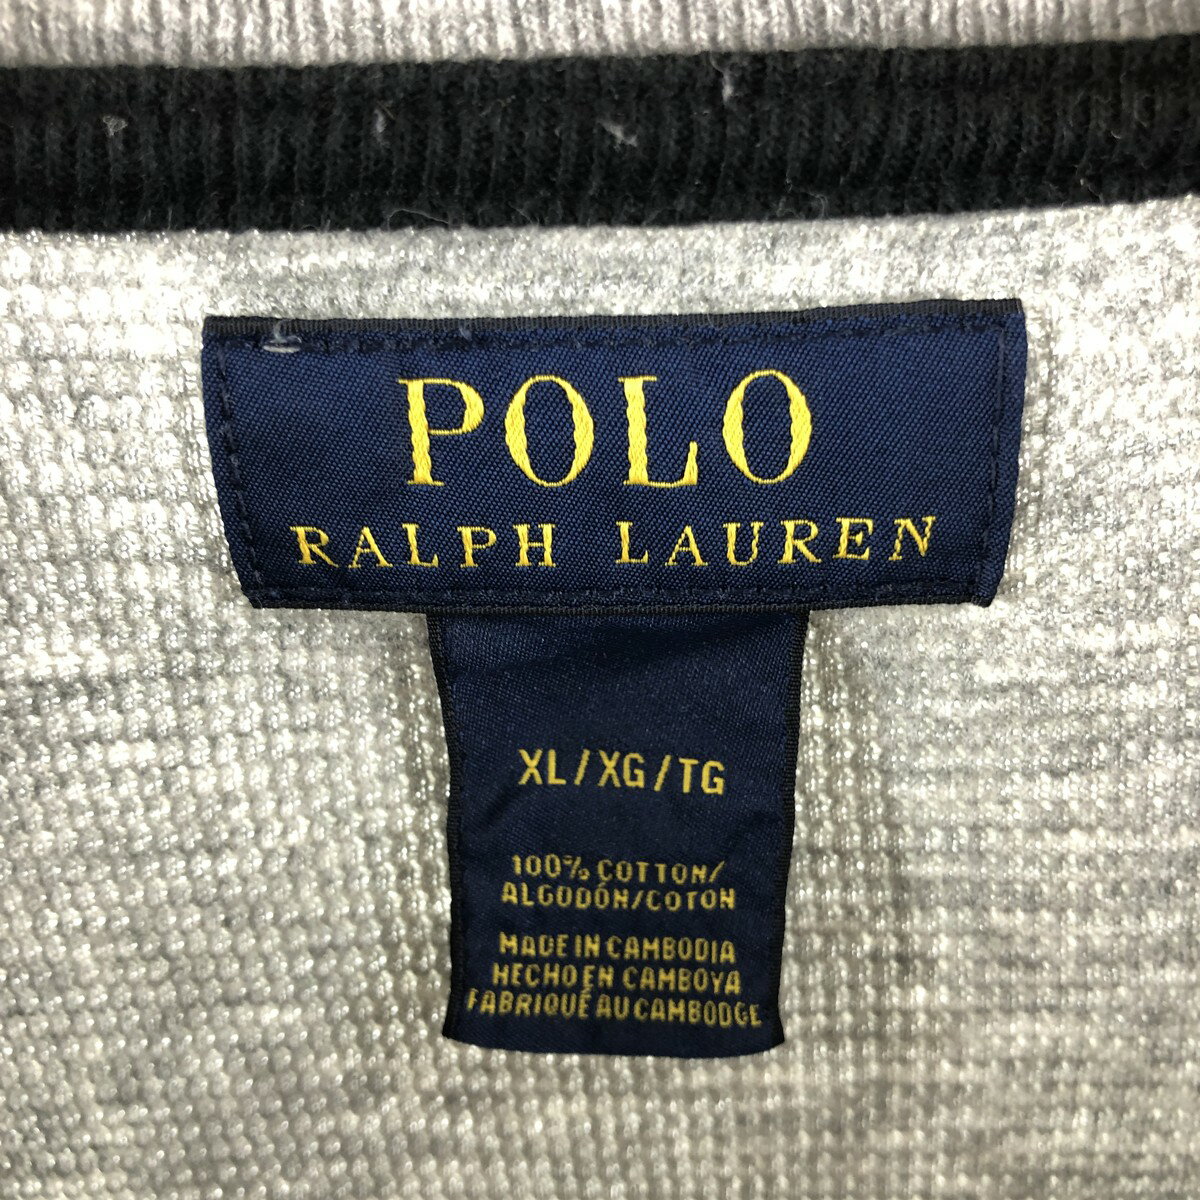 POLO
RALPH LAUREN
XL/XG/TG
100% COTTON/
ALGODÓN/COTON
MADE IN CAMBODIA
HECHO EN CAMBOYA
FABRIQUÉ AU CAMBODGE